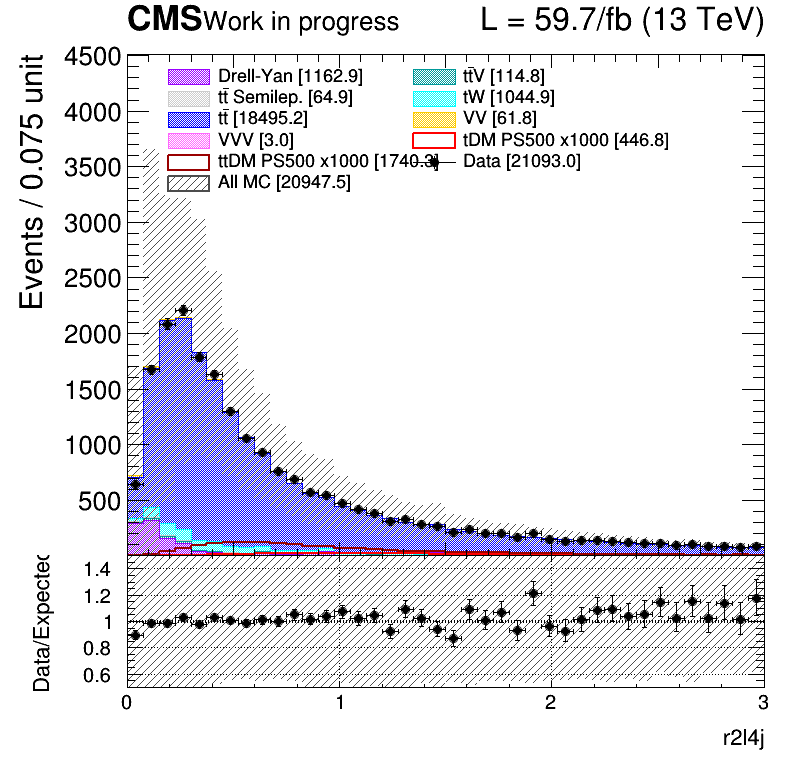 CMS Work in progress L = 59.7/fb (13 TeV)
Drell-Yan [1162.9] tt̄V [114.8]
tt̄ Semilep. [64.9] tW [1044.9]
tt̄ [18495.2] VV [61.8]
VVV [3.0] tDM PS500 x1000 [446.8]
ttDM PS500 x1000 [1740.3] Data [21093.0]
All MC [20947.5]
Events / 0.075 unit
4500
4000
3500
3000
2500
2000
1500
1000
500
Data/Expected
1.4
1.2
1
0.8
0.6
0 1 2 3
r2l4j